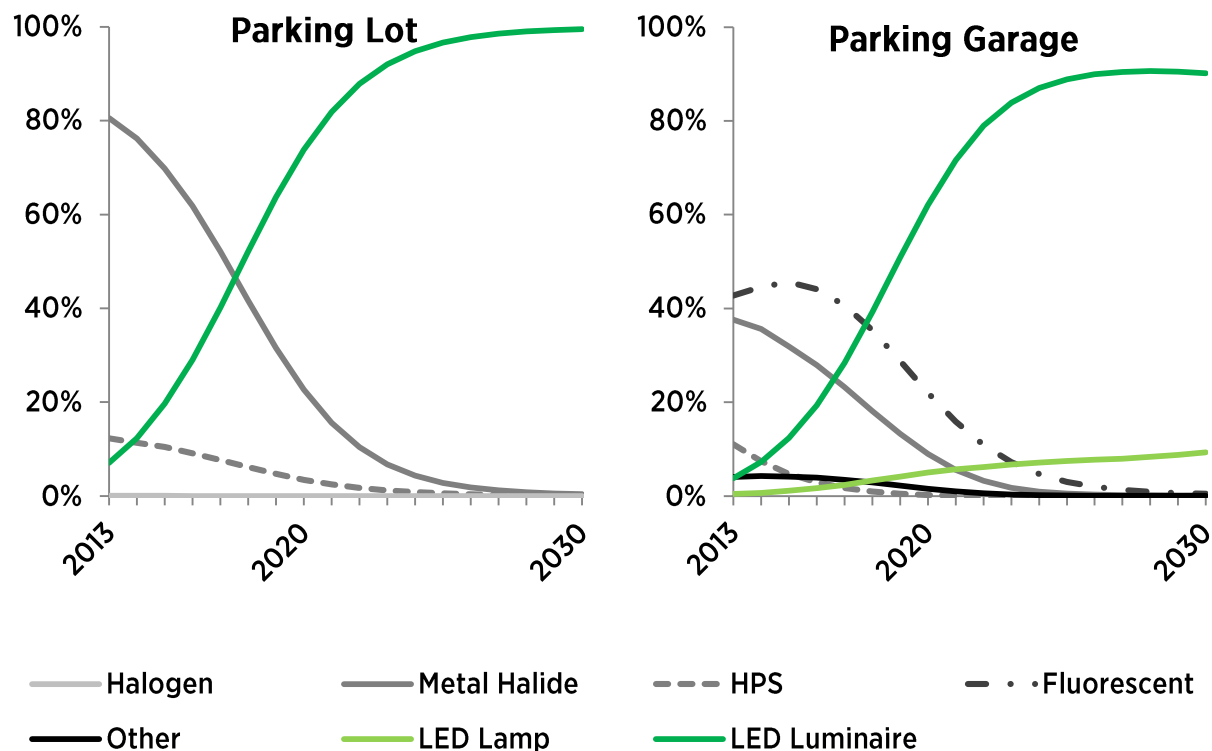 Parking Lot
100%
80%
60%
40%
20%
0%
2013
2020
2030
Parking Garage
100%
80%
60%
40%
20%
0%
2013
2020
2030
Halogen
Metal Halide
HPS
Fluorescent
Other
LED Lamp
LED Luminaire